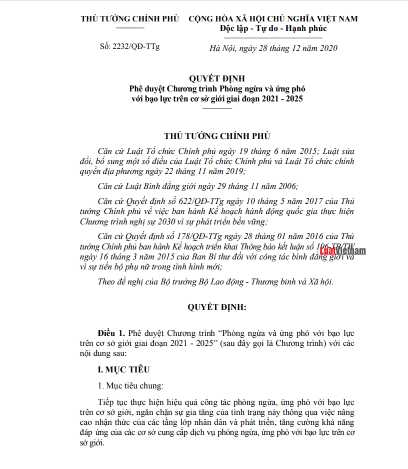 THỦ TƯỚNG CHÍNH PHỦ
CỘNG HÒA XÃ HỘI CHỦ NGHĨA VIỆT NAM
Độc lập - Tự do - Hạnh phúc
Số: 2232/QĐ-TTg
Hà Nội, ngày 28 tháng 12 năm 2020
QUYẾT ĐỊNH
Phê duyệt Chương trình Phòng ngừa và ứng phó
với bạo lực trên cơ sở giới giai đoạn 2021 - 2025
THỦ TƯỚNG CHÍNH PHỦ
Căn cứ Luật Tổ chức Chính phủ ngày 19 tháng 6 năm 2015; Luật sửa
đổi, bổ sung một số điều của Luật Tổ chức Chính phủ và Luật Tổ chức chính
quyền địa phương ngày 22 tháng 11 năm 2019;
Căn cứ Luật Bình đẳng giới ngày 29 tháng 11 năm 2006;
Căn cứ Quyết định số 622/QĐ-TTg ngày 10 tháng 5 năm 2017 của Thủ
tướng Chính phủ về việc ban hành Kế hoạch hành động quốc gia thực hiện
Chương trình nghị sự 2030 vì sự phát triển bền vững;
Căn cứ Quyết định số 178/QĐ-TTg ngày 28 tháng 01 năm 2016 của Thủ
tướng Chính phủ ban hành Kế hoạch triển khai Thông báo kết luận số 196-TB/TW
ngày 16 tháng 3 năm 2015 của Ban Bí thư đối với công tác bình đẳng giới và
vì sự tiến bộ phụ nữ trong tình hình mới;
LuatVietnam
Theo đề nghị của Bộ trưởng Bộ Lao động - Thương binh và Xã hội.
QUYẾT ĐỊNH:
Điều 1. Phê duyệt Chương trình “Phòng ngừa và ứng phó với bạo lực
trên cơ sở giới giai đoạn 2021 - 2025” (sau đây gọi là Chương trình) với các
nội dung sau:
I. MỤC TIÊU
1. Mục tiêu chung:
Tiếp tục thực hiện hiệu quả công tác phòng ngừa, ứng phó với bạo lực
trên cơ sở giới, ngăn chặn sự gia tăng của tình trạng này thông qua việc nâng
cao nhận thức của các tầng lớp nhân dân và phát triển, tăng cường khả năng
đáp ứng của các cơ sở cung cấp dịch vụ phòng ngừa, ứng phó với bạo lực trên cơ
sở giới.